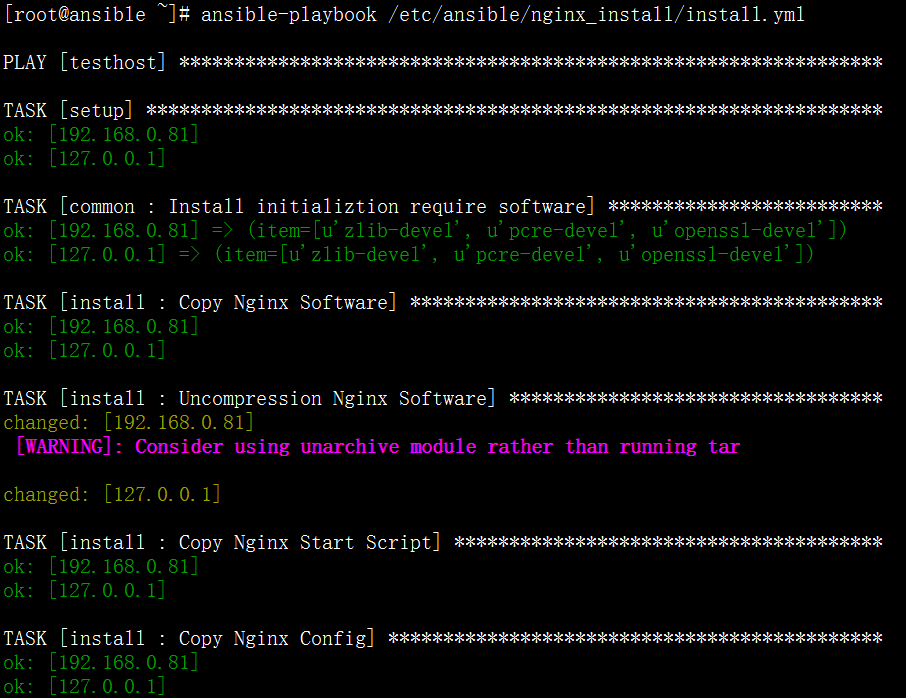 [root@ansible ~]# ansible-playbook /etc/ansible/nginx_install/install.yml
PLAY [testhost] ****************************************************************
TASK [setup] *******************************************************************
ok: [192.168.0.81]
ok: [127.0.0.1]
TASK [common : Install initializtion require software] *************************
ok: [192.168.0.81] => (item=[u'zlib-devel', u'pcre-devel', u'openssl-devel'])
ok: [127.0.0.1] => (item=[u'zlib-devel', u'pcre-devel', u'openssl-devel'])
TASK [install : Copy Nginx Software] *******************************************
ok: [192.168.0.81]
ok: [127.0.0.1]
TASK [install : Uncompression Nginx Software] **********************************
changed: [192.168.0.81]
[WARNING]: Consider using unarchive module rather than running tar
changed: [127.0.0.1]
TASK [install : Copy Nginx Start Script] ***************************************
ok: [192.168.0.81]
ok: [127.0.0.1]
TASK [install : Copy Nginx Config] *********************************************
ok: [192.168.0.81]
ok: [127.0.0.1]